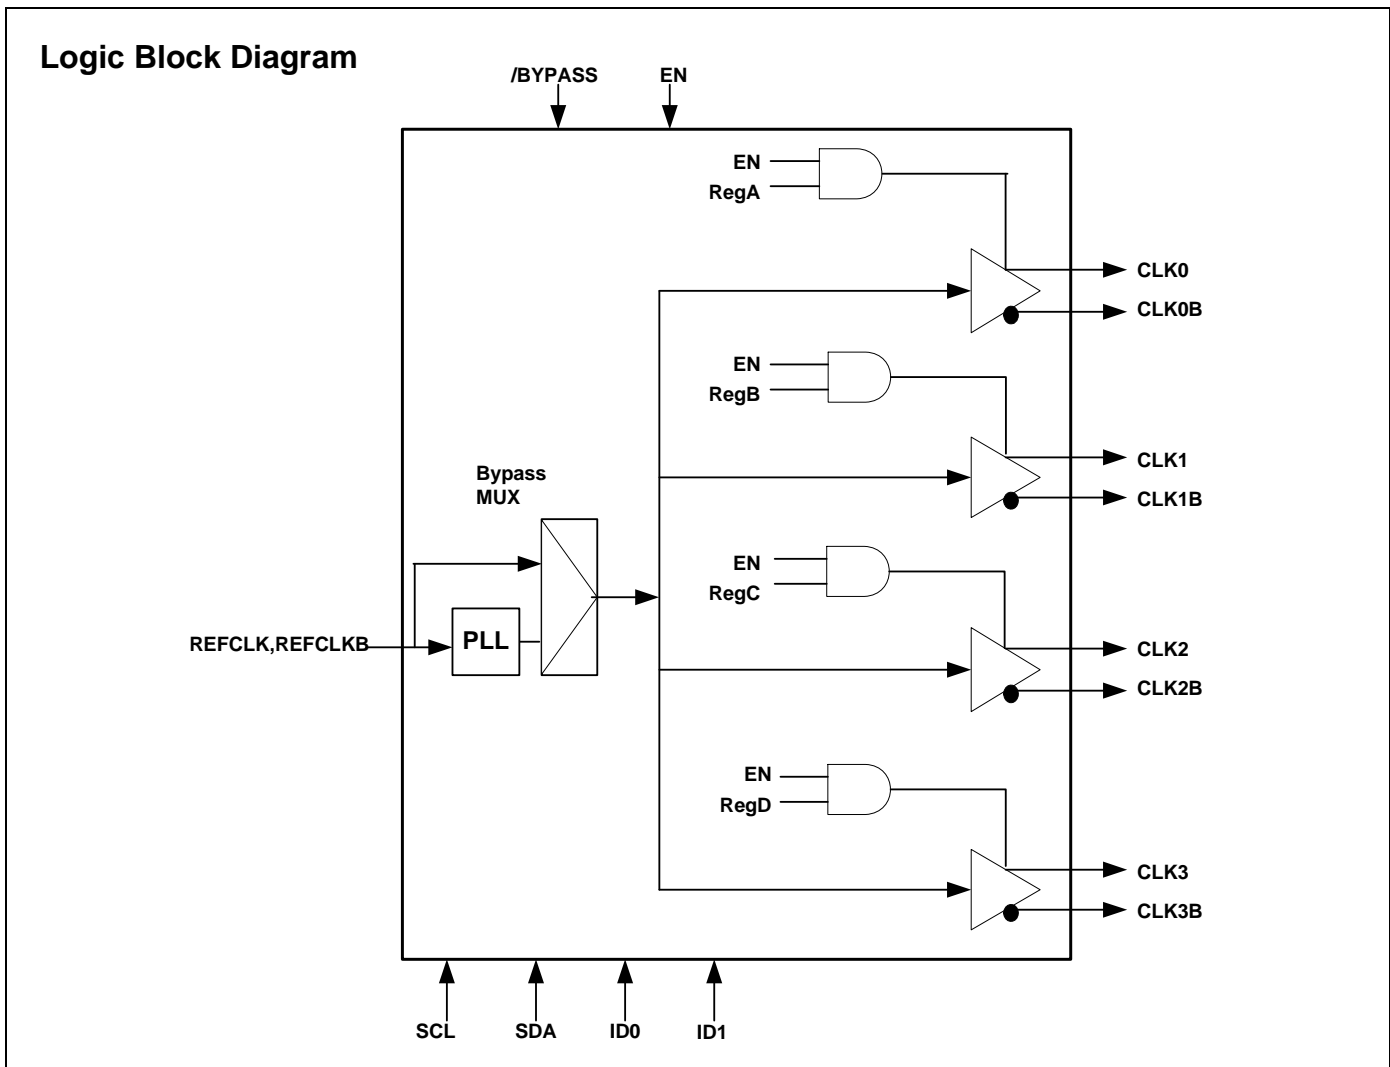 Logic Block Diagram
/BYPASS
EN
EN
RegA
CLK0
CLK0B
EN
RegB
CLK1
CLK1B
Bypass
MUX
EN
RegC
REFCLK,REFCLKB
PLL
CLK2
CLK2B
EN
RegD
CLK3
CLK3B
SCL
SDA
ID0
ID1